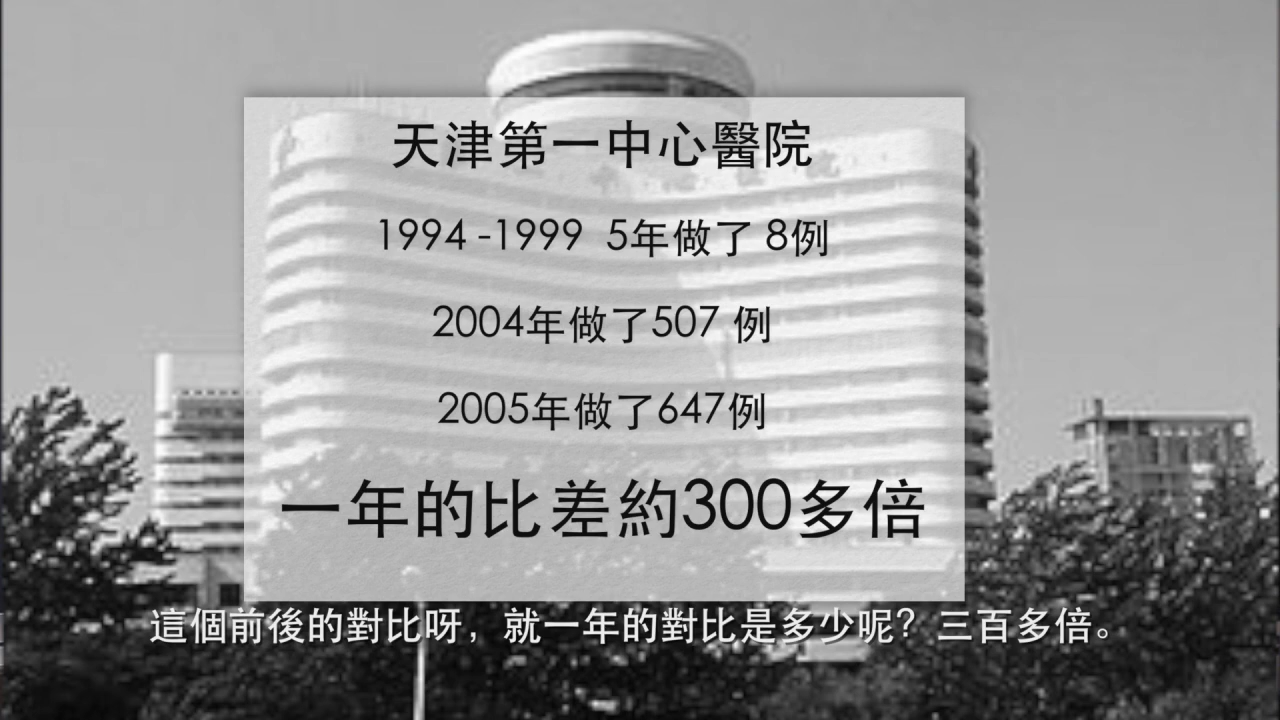 天津第一中心醫院
1994 -1999 5年做了 8例
2004年做了507 例
2005年做了647例
一年的比差約300多倍
這個前後的對比呀，就一年的對比是多少呢？三百多倍。